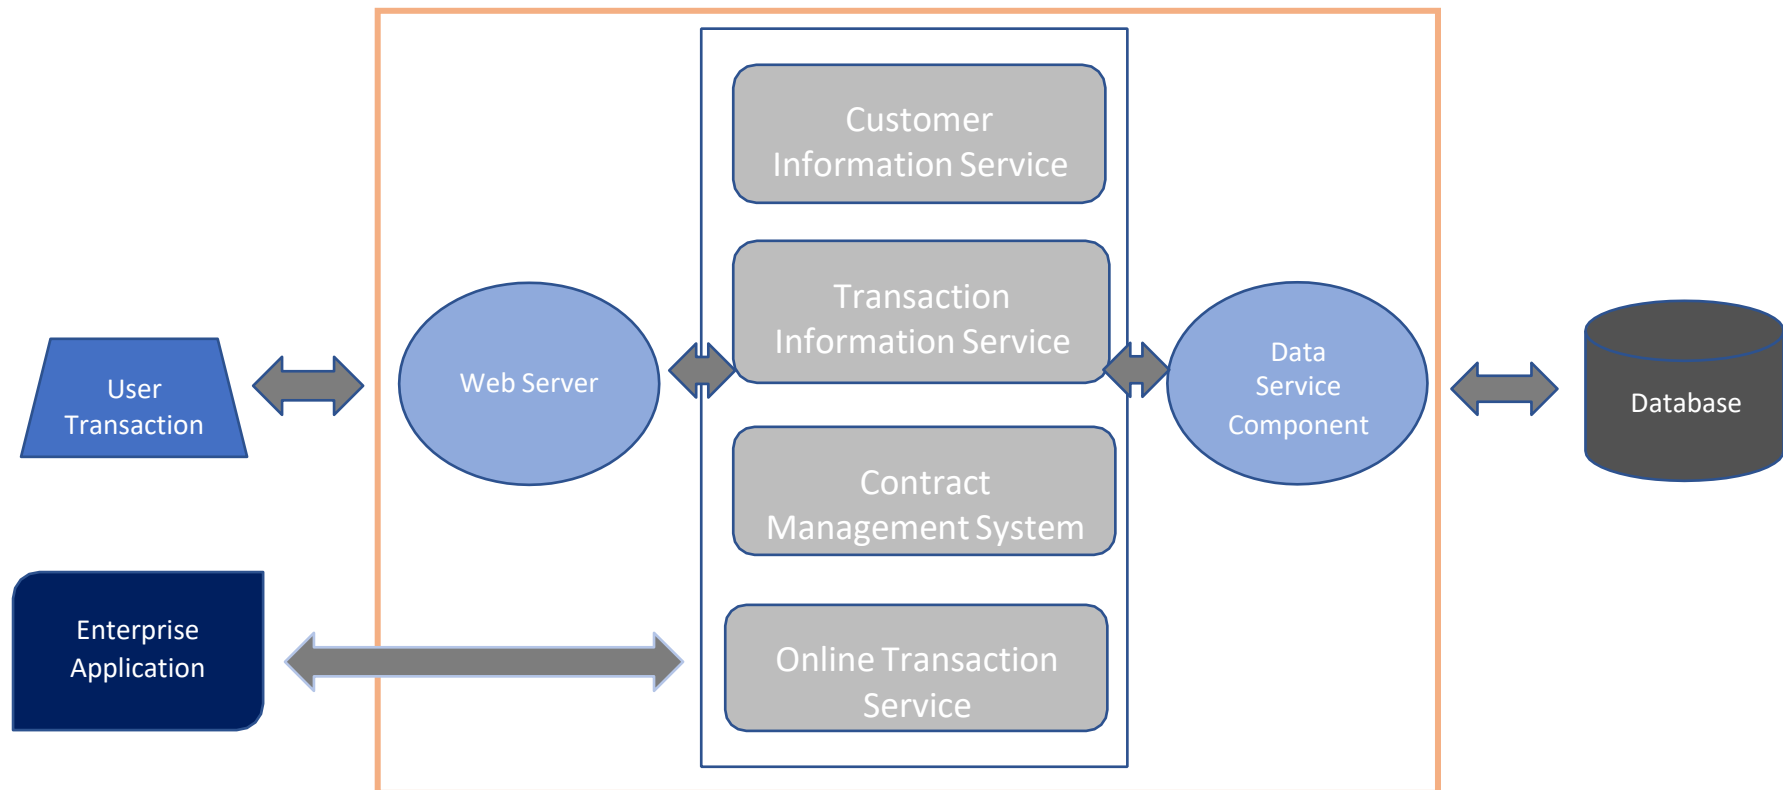 Customer
Information Service
Transaction
Information Service
Contract
Management System
Online Transaction
Service
User
Transaction
Web Server
Data
Service
Component
Database
Enterprise
Application